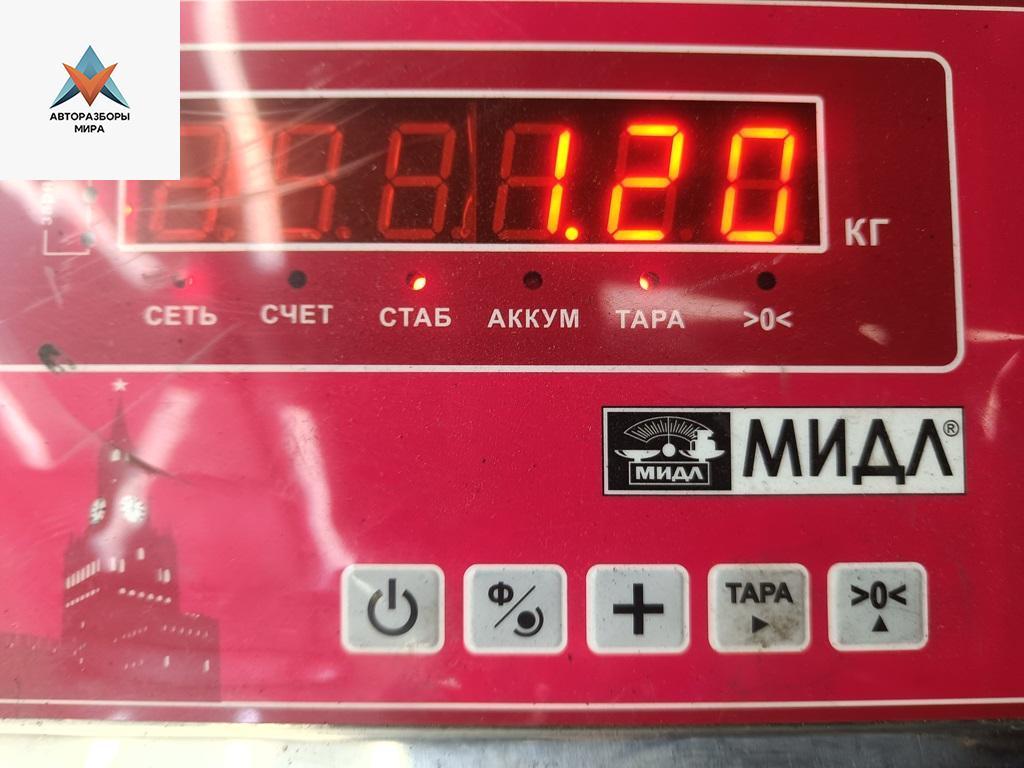 АВТОРАЗБОРЫ
МИРА
1.20
КГ
СЕТЬ СЧЕТ СТАБ АККУМ ТАРА >0<
МИДЛ МИДЛ®
Ф ТАРА >0<